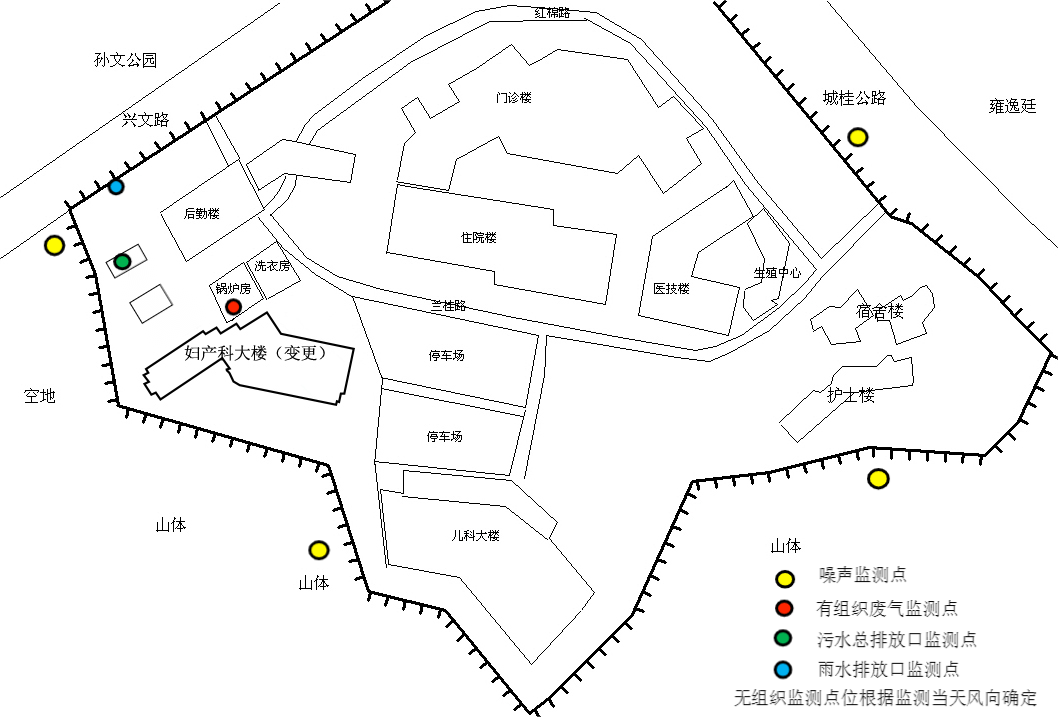 红棉路
孙文公园
门诊楼
城桂公路
雍逸廷
兴文路
后勤楼
住院楼
洗衣房
生殖中心
锅炉房
医技楼
兰桂路
宿舍楼
妇产科大楼（变更）
停车场
空地
护士楼
停车场
山体
儿科大楼
山体
山体
噪声监测点
有组织废气监测点
污水总排放口监测点
雨水排放口监测点
无组织监测点位根据监测当天风向确定